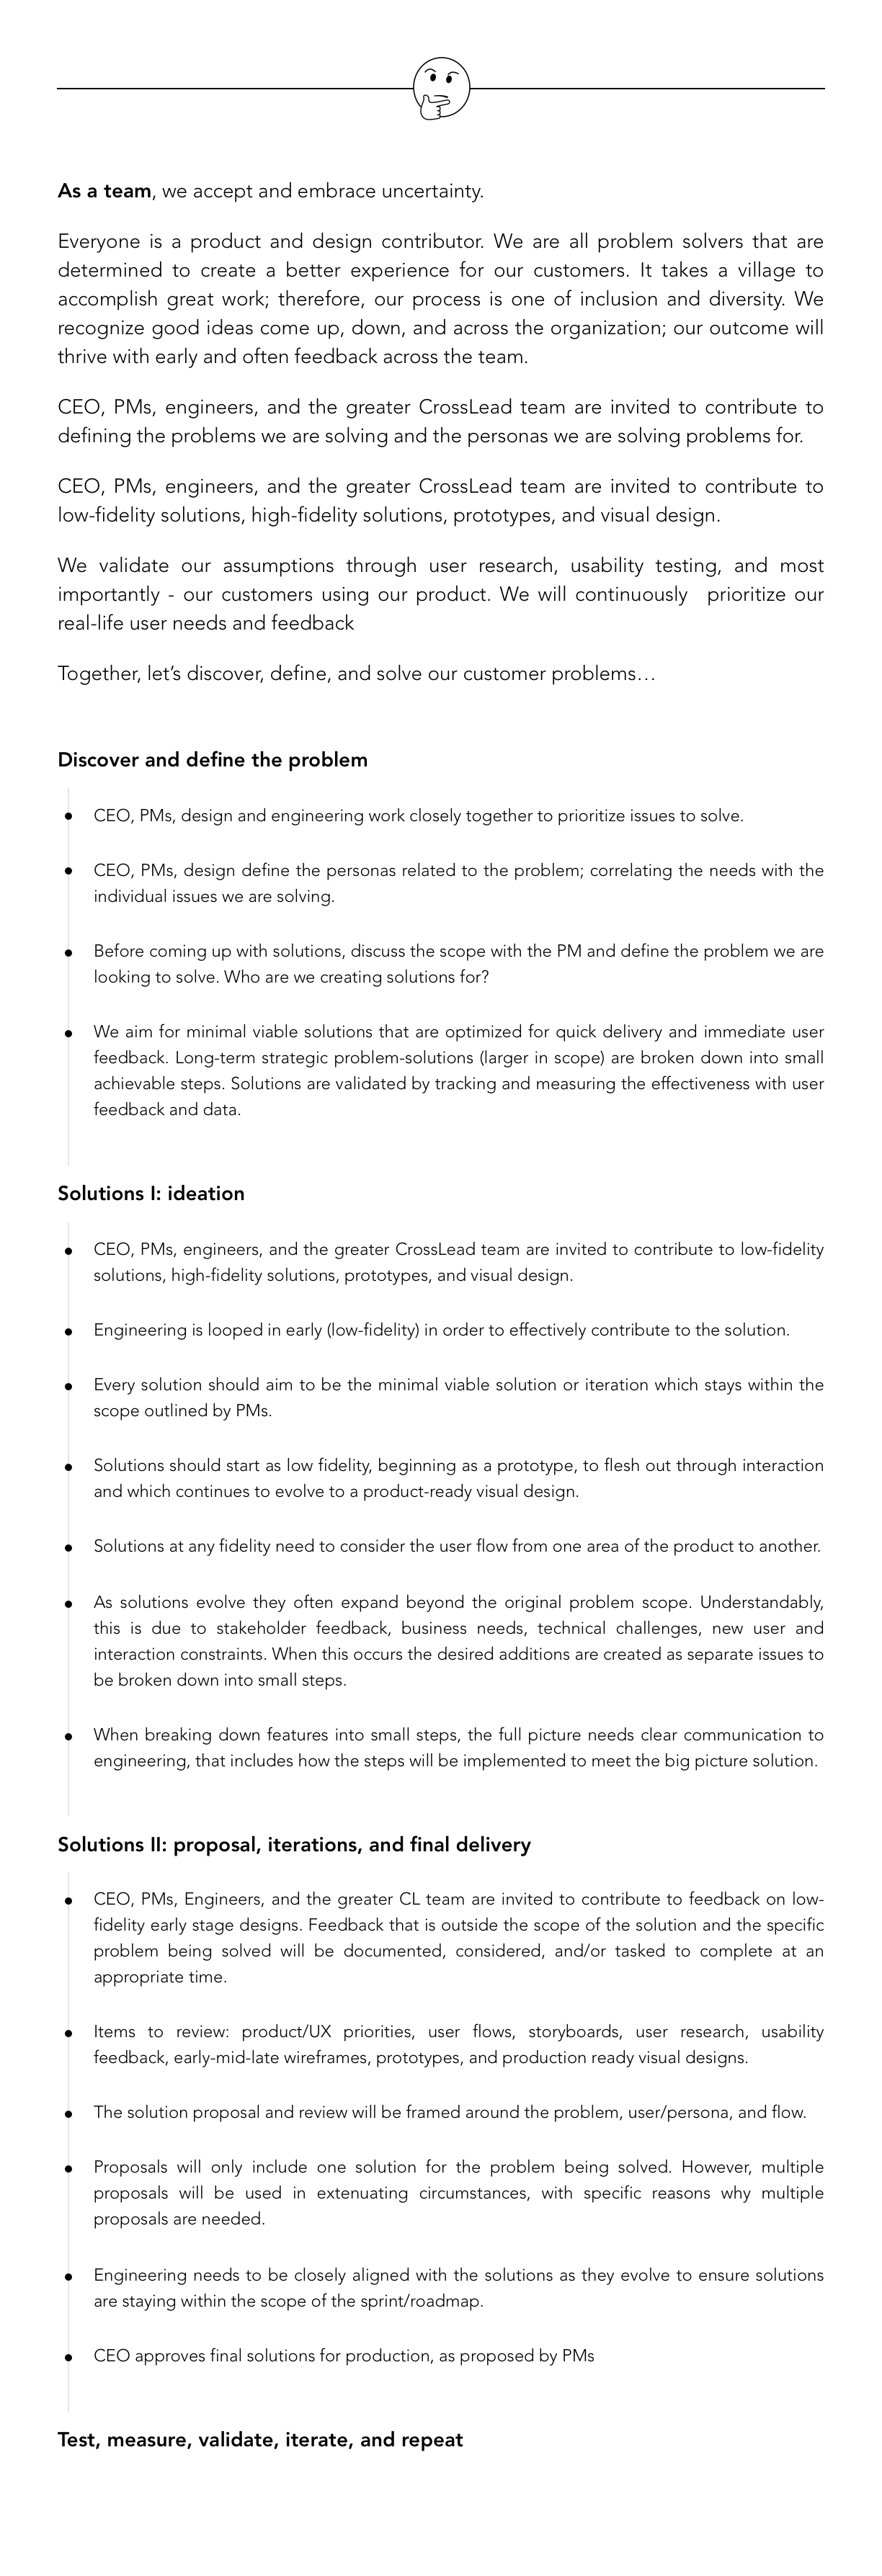 As a team, we accept and embrace uncertainty.
Everyone is a product and design contributor. We are all problem solvers that are
determined to create a better experience for our customers. It takes a village to
accomplish great work; therefore, our process is one of inclusion and diversity. We
recognize good ideas come up, down, and across the organization; our outcome will
thrive with early and often feedback across the team.
CEO, PMs, engineers, and the greater CrossLead team are invited to contribute to
defining the problems we are solving and the personas we are solving problems for.
CEO, PMs, engineers, and the greater CrossLead team are invited to contribute to
low-fidelity solutions, high-fidelity solutions, prototypes, and visual design.
We validate our assumptions through user research, usability testing, and most
importantly - our customers using our product. We will continuously  prioritize our
real-life user needs and feedback
Together, let’s discover, define, and solve our customer problems…
Discover and define the problem
• CEO, PMs, design and engineering work closely together to prioritize issues to solve.
• CEO, PMs, design define the personas related to the problem; correlating the needs with the
individual issues we are solving.
• Before coming up with solutions, discuss the scope with the PM and define the problem we are
looking to solve. Who are we creating solutions for?
• We aim for minimal viable solutions that are optimized for quick delivery and immediate user
feedback. Long-term strategic problem-solutions (larger in scope) are broken down into small
achievable steps. Solutions are validated by tracking and measuring the effectiveness with user
feedback and data.
Solutions I: ideation
• CEO, PMs, engineers, and the greater CrossLead team are invited to contribute to low-fidelity
solutions, high-fidelity solutions, prototypes, and visual design.
• Engineering is looped in early (low-fidelity) in order to effectively contribute to the solution.
• Every solution should aim to be the minimal viable solution or iteration which stays within the
scope outlined by PMs.
• Solutions should start as low fidelity, beginning as a prototype, to flesh out through interaction
and which continues to evolve to a product-ready visual design.
• Solutions at any fidelity need to consider the user flow from one area of the product to another.
• As solutions evolve they often expand beyond the original problem scope. Understandably,
this is due to stakeholder feedback, business needs, technical challenges, new user and
interaction constraints. When this occurs the desired additions are created as separate issues to
be broken down into small steps.
• When breaking down features into small steps, the full picture needs clear communication to
engineering, that includes how the steps will be implemented to meet the big picture solution.
Solutions II: proposal, iterations, and final delivery
• CEO, PMs, Engineers, and the greater CL team are invited to contribute to feedback on low-
fidelity early stage designs. Feedback that is outside the scope of the solution and the specific
problem being solved will be documented, considered, and/or tasked to complete at an
appropriate time.
• Items to review: product/UX priorities, user flows, storyboards, user research, usability
feedback, early-mid-late wireframes, prototypes, and production ready visual designs.
• The solution proposal and review will be framed around the problem, user/persona, and flow.
• Proposals will only include one solution for the problem being solved. However, multiple
proposals will be used in extenuating circumstances, with specific reasons why multiple
proposals are needed.
• Engineering needs to be closely aligned with the solutions as they evolve to ensure solutions
are staying within the scope of the sprint/roadmap.
• CEO approves final solutions for production, as proposed by PMs
Test, measure, validate, iterate, and repeat